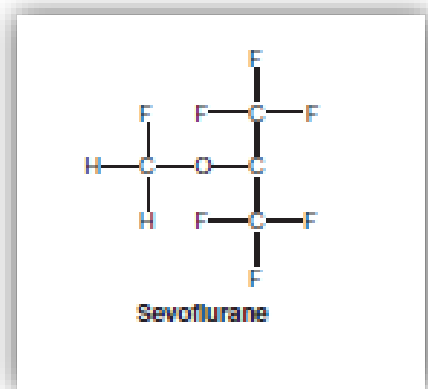 F
F F C F
H C O C
H F C F
F
Sevoflurane